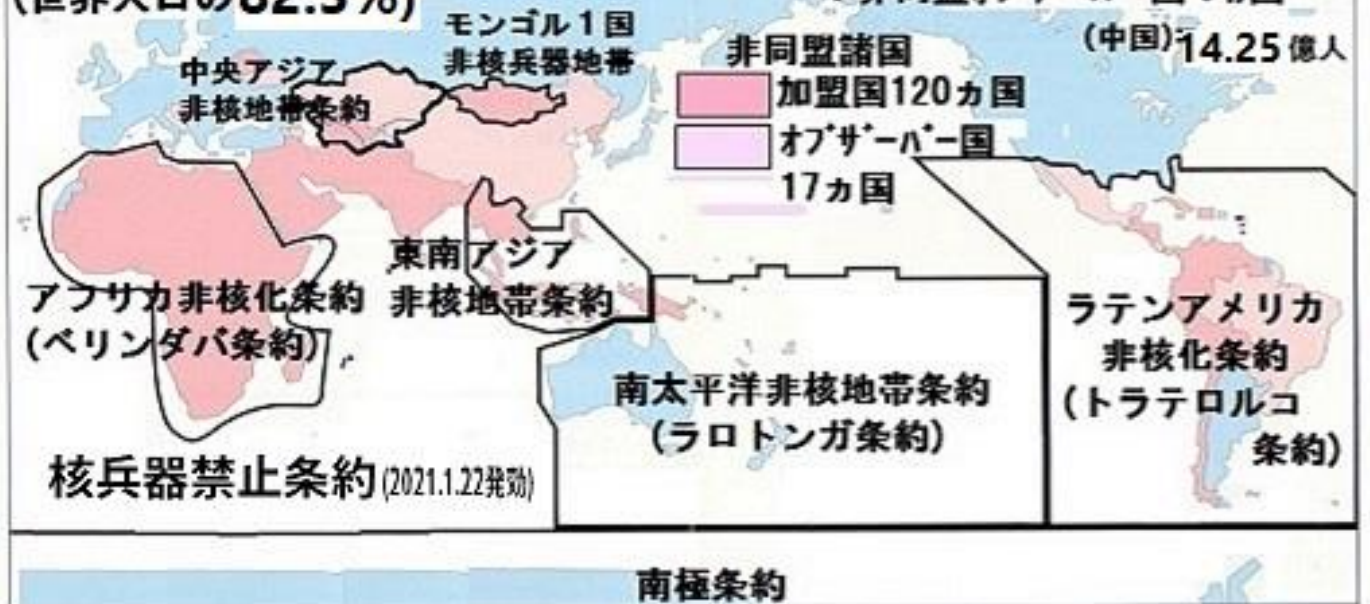 (世界人口の82.5%)
モンゴル1国
非核兵器地帯
中央アジア
非核地帯条約
(中国)14.25億人
非同盟諸国
加盟国120ヵ国
オブザーバー国
17ヵ国
東南アジア
非核地帯条約
アフリカ非核化条約
(ベリンダバ条約)
ラテンアメリカ
非核化条約
(トラテロルコ
条約)
南太平洋非核地帯条約
(ラロトンガ条約)
核兵器禁止条約(2021.1.22発効)
南極条約